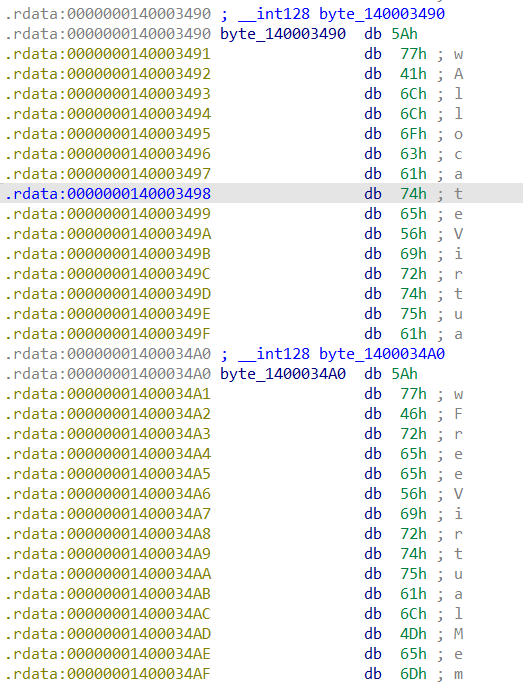 .rdata:0000000140003490 ; __int128 byte_140003490
.rdata:0000000140003490 byte_140003490 db 5Ah
.rdata:0000000140003491 db 77h ; w
.rdata:0000000140003492 db 41h ; A
.rdata:0000000140003493 db 6Ch ; l
.rdata:0000000140003494 db 6Ch ; l
.rdata:0000000140003495 db 6Fh ; o
.rdata:0000000140003496 db 63h ; c
.rdata:0000000140003497 db 61h ; a
.rdata:0000000140003498 db 74h ; t
.rdata:0000000140003499 db 65h ; e
.rdata:000000014000349A db 56h ; V
.rdata:000000014000349B db 69h ; i
.rdata:000000014000349C db 72h ; r
.rdata:000000014000349D db 74h ; t
.rdata:000000014000349E db 75h ; u
.rdata:000000014000349F db 61h ; a
.rdata:00000001400034A0 ; __int128 byte_1400034A0
.rdata:00000001400034A0 byte_1400034A0 db 5Ah
.rdata:00000001400034A1 db 77h ; w
.rdata:00000001400034A2 db 46h ; F
.rdata:00000001400034A3 db 72h ; r
.rdata:00000001400034A4 db 65h ; e
.rdata:00000001400034A5 db 65h ; e
.rdata:00000001400034A6 db 56h ; V
.rdata:00000001400034A7 db 69h ; i
.rdata:00000001400034A8 db 72h ; r
.rdata:00000001400034A9 db 74h ; t
.rdata:00000001400034AA db 75h ; u
.rdata:00000001400034AB db 61h ; a
.rdata:00000001400034AC db 6Ch ; l
.rdata:00000001400034AD db 4Dh ; M
.rdata:00000001400034AE db 65h ; e
.rdata:00000001400034AF db 6Dh ; m